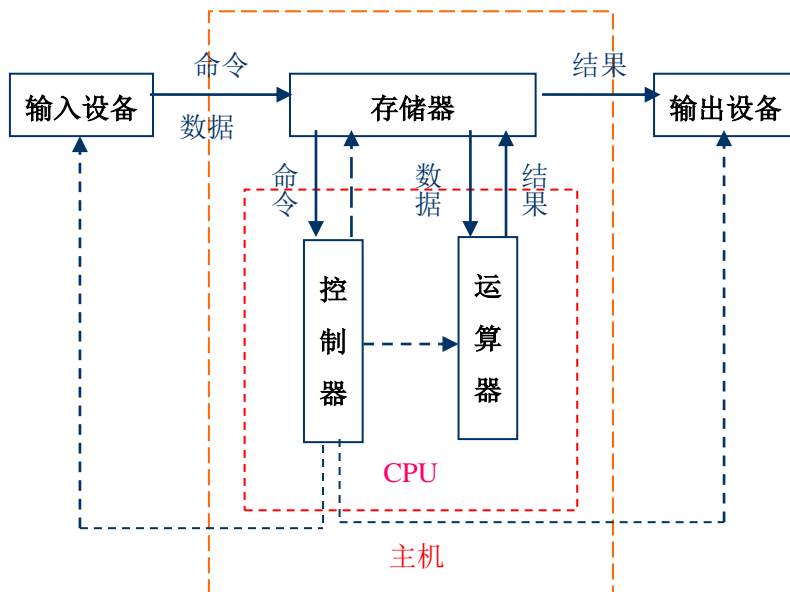 命令
结果
输入设备
存储器
输出设备
数据
命令
数据
结果
控制器
运算器
CPU
主机